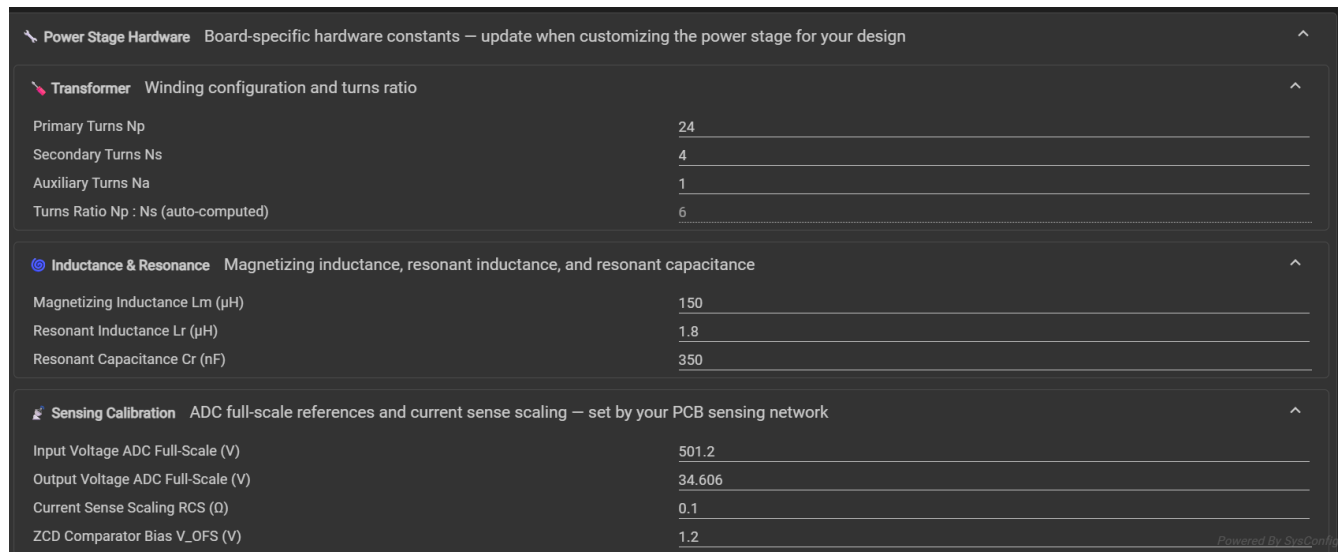 Power Stage Hardware Board-specific hardware constants — update when customizing the power stage for your design
Transformer Winding configuration and turns ratio
Primary Turns Np 24
Secondary Turns Ns 4
Auxiliary Turns Na 1
Turns Ratio Np : Ns (auto-computed) 6
Inductance & Resonance Magnetizing inductance, resonant inductance, and resonant capacitance
Magnetizing Inductance Lm (μH) 150
Resonant Inductance Lr (μH) 1.8
Resonant Capacitance Cr (nF) 350
Sensing Calibration ADC full-scale references and current sense scaling — set by your PCB sensing network
Input Voltage ADC Full-Scale (V) 501.2
Output Voltage ADC Full-Scale (V) 34.606
Current Sense Scaling RCS (Ω) 0.1
ZCD Comparator Bias V_OFS (V) 1.2
Powered By SysConfig